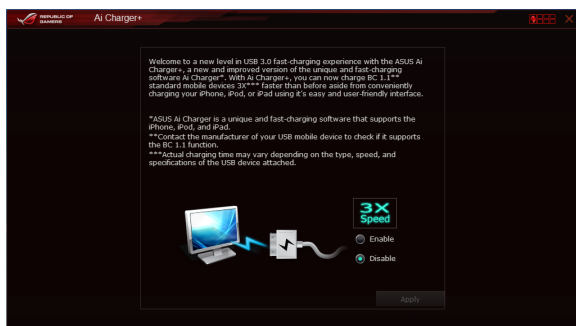 REPUBLIC OF
GAMERS
Ai Charger+
Welcome to a new level in USB 3.0 fast-charging experience with the ASUS Ai
Charger+, a new and improved version of the unique and fast-charging
software Ai Charger*. With Ai Charger+, you can now charge BC 1.1**
standard mobile devices 3X*** faster than before aside from conveniently
charging your iPhone, iPod, or iPad using it's easy and user-friendly interface.
*ASUS Ai Charger is a unique and fast-charging software that supports the
iPhone, iPod, and iPad.
**Contact the manufacturer of your USB mobile device to check if it supports
the BC 1.1 function.
***Actual charging time may vary depending on the type, speed, and
specifications of the USB device attached.
3X
Speed
Enable
Disable
Apply